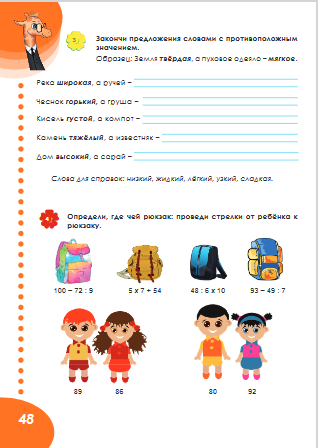 3.
Закончи предложения словами с противоположным
значением.
Образец: Земля твёрдая, а пуховое одеяло – мягкое.
Река широкая, а ручей –
Чеснок горький, а груша –
Кисель густой, а компот –
Камень тяжёлый, а известняк –
Дом высокий, а сарай –
Слова для справок: низкий, жидкий, лёгкий, узкий, сладкая.
4.
Определи, где чей рюкзак: проведи стрелки от ребёнка к
рюкзаку.
100 – 72 : 9 5 х 7 + 54 48 : 6 х 10 93 – 49 : 7
89 86 80 92
48